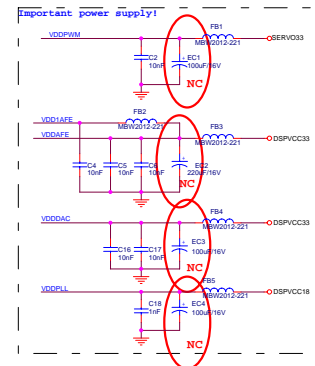 Important power supply!
FB1
VDDPWM
SERVO33
MBW2012-221
C2
10nF
EC1
100uF/16V
NC
FB2
VDD1AFE
MBW2012-221
FB3
VDDAFE
DSPVCC33
MBW2012-221
C4
10nF
C5
10nF
C6
10nF
EC2
220uF/16V
NC
FB4
VDDDAC
DSPVCC33
MBW2012-221
C16
10nF
C17
10nF
EC3
100uF/16V
NC
FB5
VDDPLL
DSPVCC18
MBW2012-221
C18
1nF
EC4
100uF/16V
NC